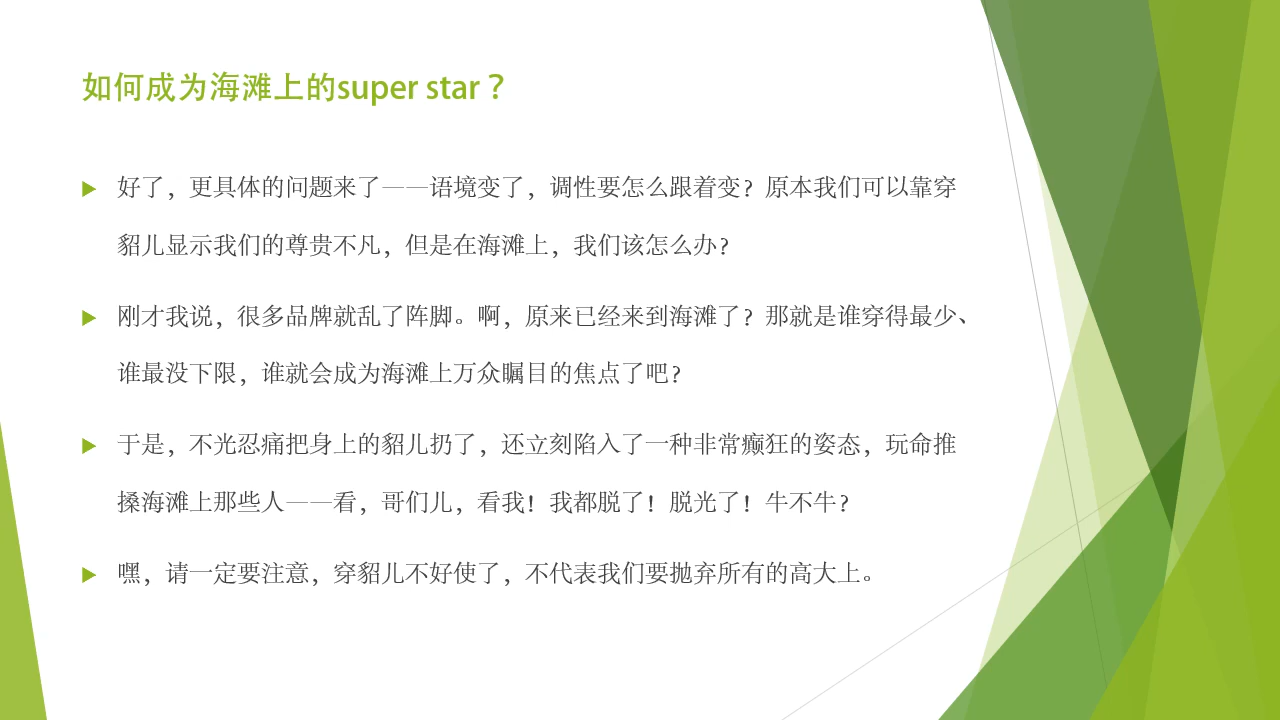 如何成为海滩上的super star？
好了，更具体的问题来了——语境变了，调性要怎么跟着变？原本我们可以靠穿
貂儿显示我们的尊贵不凡，但是在海滩上，我们该怎么办？
刚才我说，很多品牌就乱了阵脚。啊，原来已经来到海滩了？那就是谁穿得最少、
谁最没下限，谁就会成为海滩上万众瞩目的焦点了吧？
于是，不光忍痛把身上的貂儿扔了，还立刻陷入了一种非常癫狂的姿态，玩命推
搡海滩上那些人——看，哥们儿，看我！我都脱了！脱光了！牛不牛？
嘿，请一定要注意，穿貂儿不好使了，不代表我们要抛弃所有的高大上。